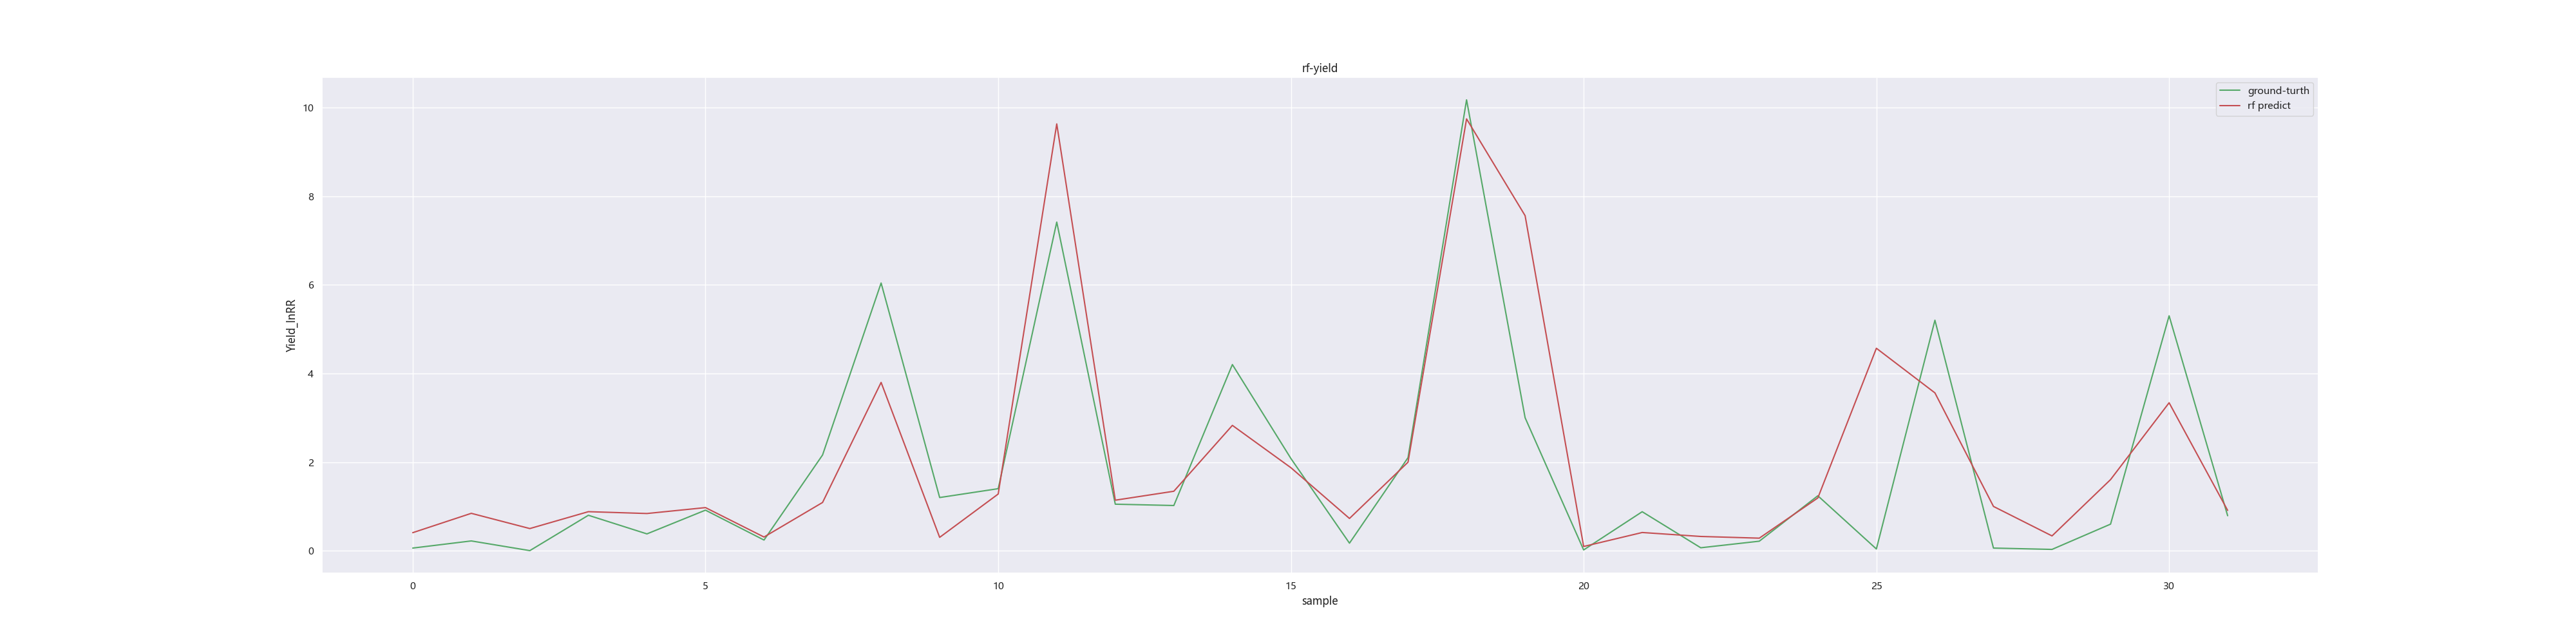 rf-yield
ground-turth
rf predict
10
8
6
4
2
0
Yield_lnRR
0 5 10 15 20 25 30
sample